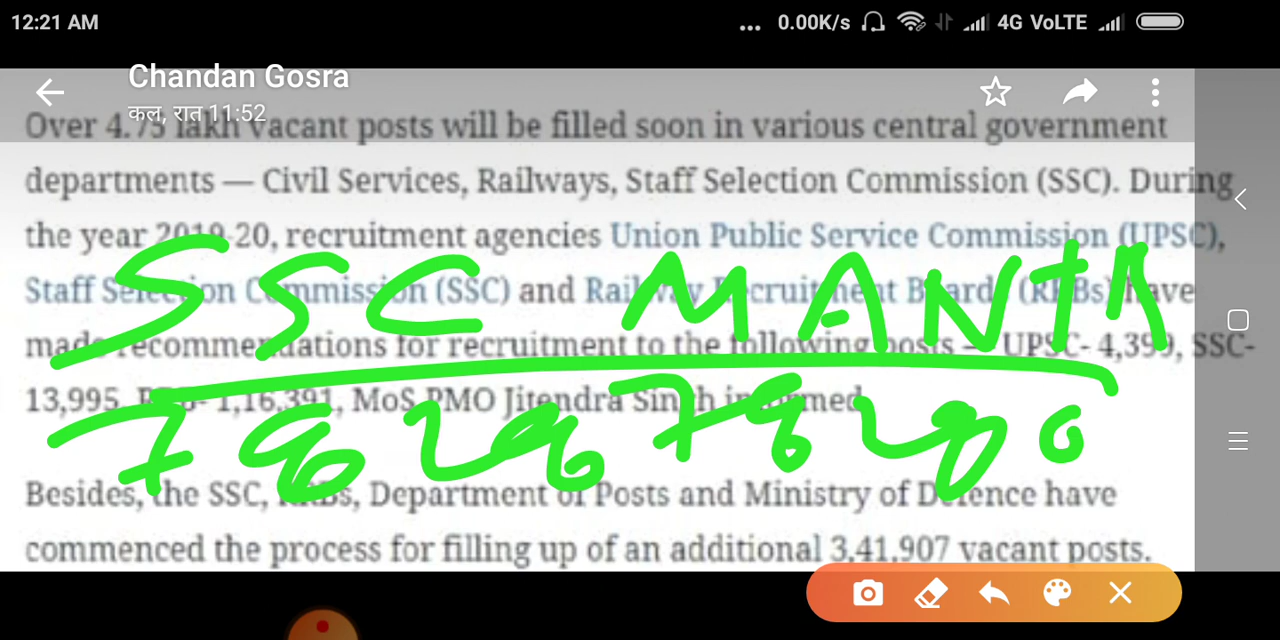 12:21 AM ... 0.00K/s 4G VoLTE
Chandan Gosra
कल, रात 11:52
Over 4.75 lakh vacant posts will be filled soon in various central government
departments — Civil Services, Railways, Staff Selection Commission (SSC). During
the year 2019-20, recruitment agencies Union Public Service Commission (UPSC),
Staff Selection Commission (SSC) and Railway Recruitment Boards (RRBs) have
SSC MANTR
made recommendations for recruitment to the following posts — UPSC- 4,399, SSC-
13,995, RRB- 1,16,391, MoS PMO Jitendra Singh informed.
Besides, the SSC, RRBs, Department of Posts and Ministry of Defence have
commenced the process for filling up of an additional 3,41,907 vacant posts.